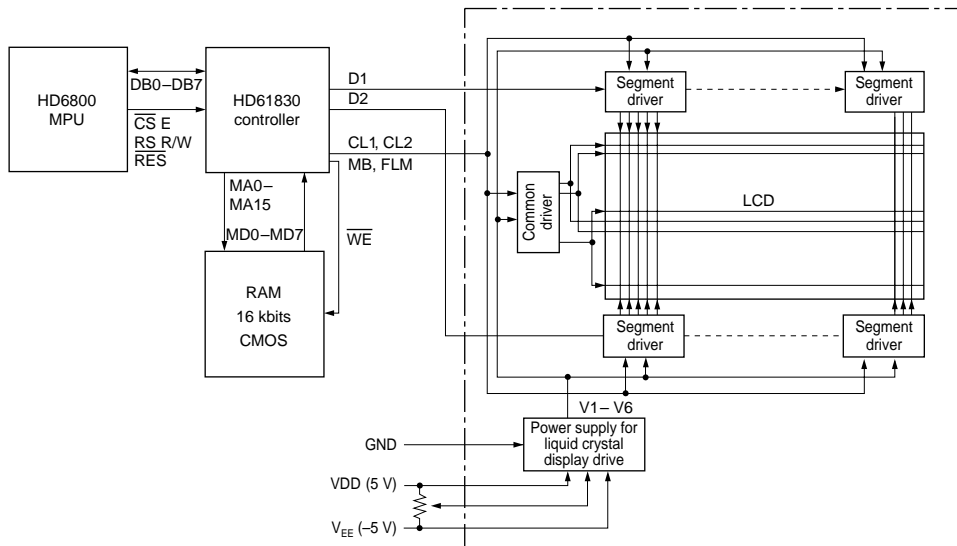 HD6800
MPU
DB0–DB7
CS E
RS R/W
RES
HD61830
controller
D1
D2
CL1, CL2
MB, FLM
MA0–
MA15
MD0–MD7
WE
RAM
16 kbits
CMOS
Segment
driver
Segment
driver
Common
driver
LCD
Segment
driver
Segment
driver
V1– V6
Power supply for
liquid crystal
display drive
GND
VDD (5 V)
VEE (–5 V)